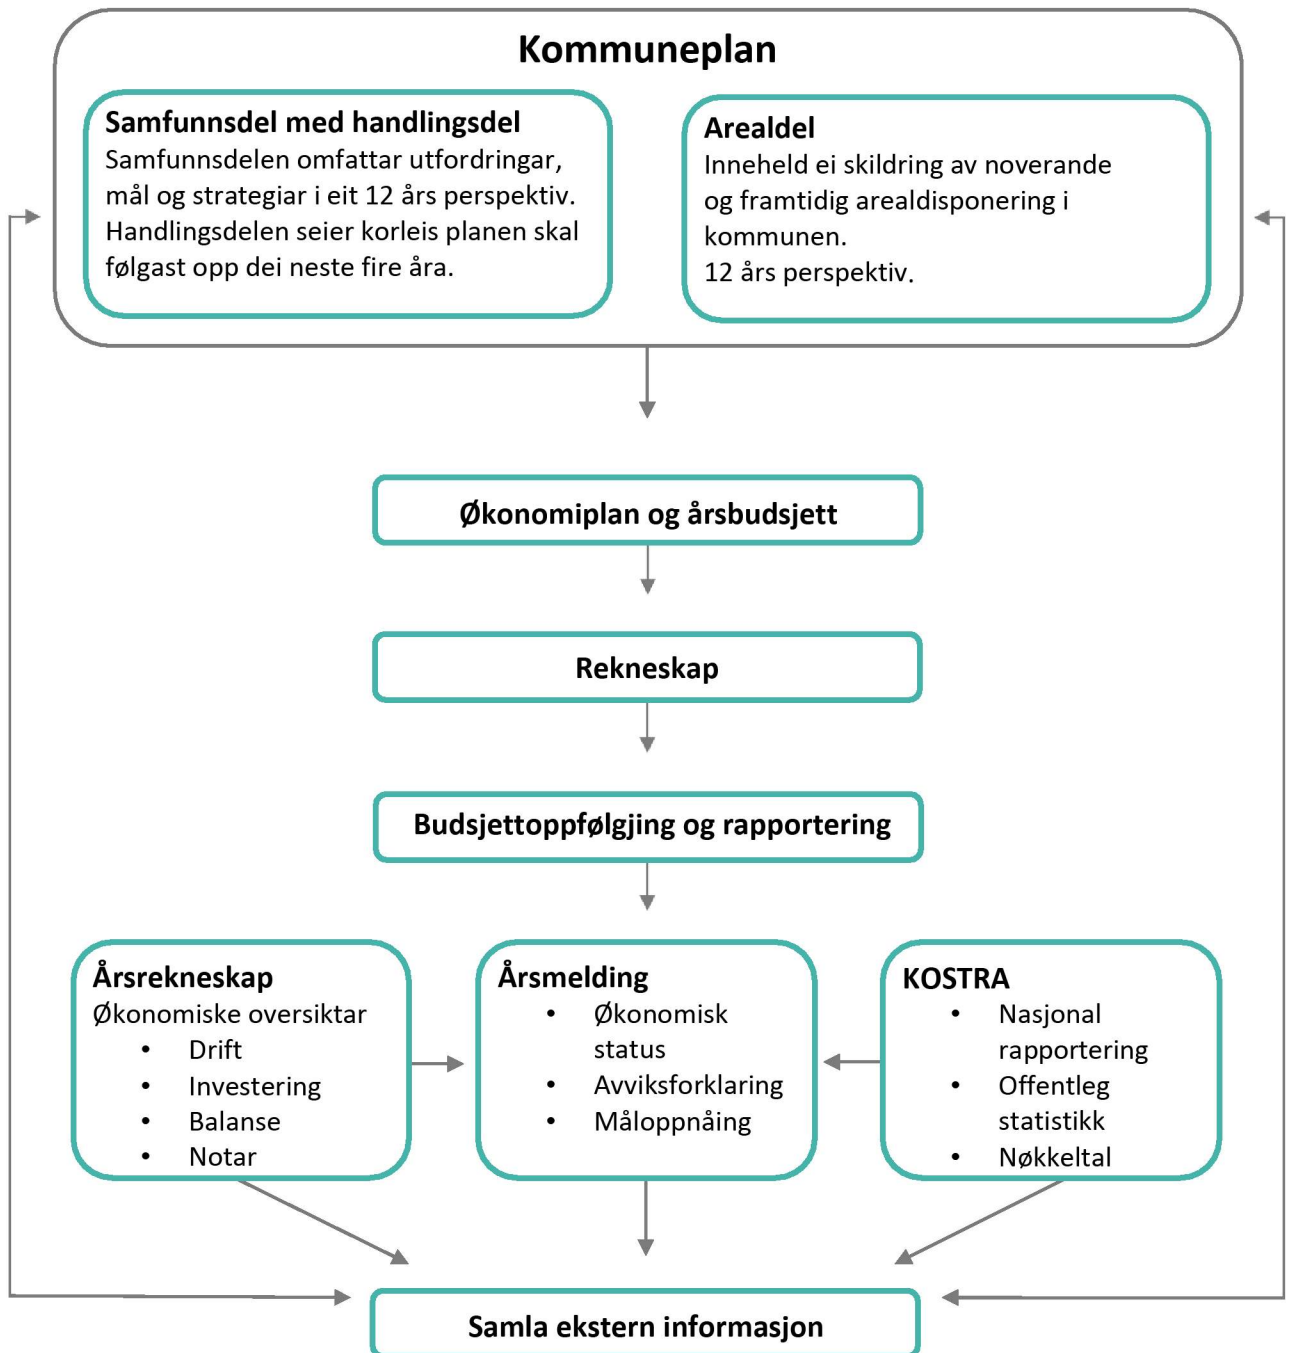 Kommuneplan
Samfunnsdel med handlingsdel
Samfunnsdelen omfattar utfordringar,
mål og strategiar i eit 12 års perspektiv.
Handlingsdelen seier korleis planen skal
følgast opp dei neste fire åra.
Arealdel
Inneheld ei skildring av noverande
og framtidig arealdisponering i
kommunen.
12 års perspektiv.
Økonomiplan og årsbudsjett
Rekneskap
Budsjettoppfølgjing og rapportering
Årsrekneskap
Økonomiske oversiktar
• Drift
• Investering
• Balanse
• Notar
Årsmelding
• Økonomisk
status
• Avviksforklaring
• Måloppnåing
KOSTRA
• Nasjonal
rapportering
• Offentleg
statistikk
• Nøkkeltal
Samla ekstern informasjon